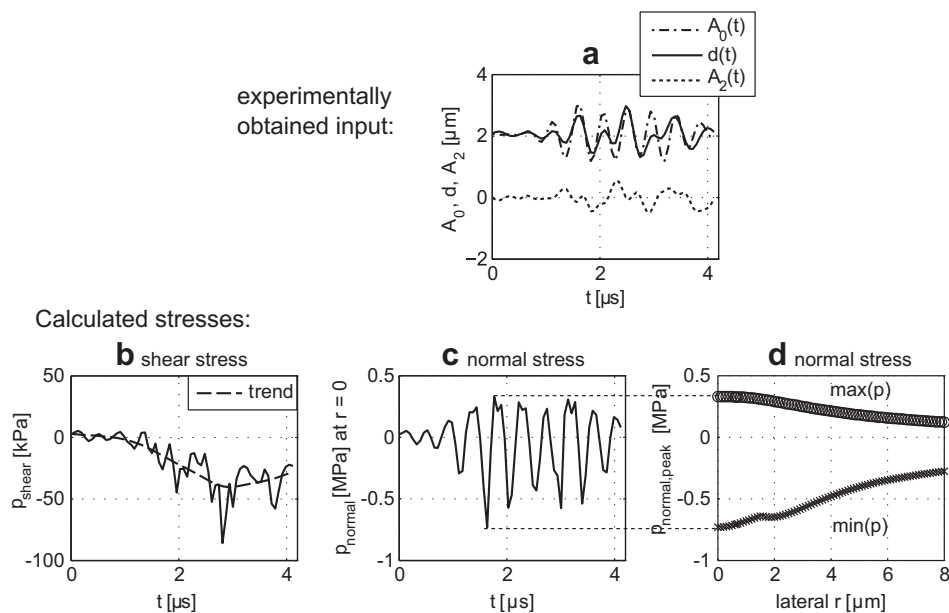 A₀(t)
d(t)
A₂(t)
a
experimentally
obtained input:
4
2
0
−2
A₀, d, A₂ [µm]
0 2 4
t [µs]
Calculated stresses:
b shear stress
50
0
-50
-100
p_shear [kPa]
trend
0 2 4
t [µs]
c normal stress
0.5
0
-0.5
-1
p_normal [MPa] at r = 0
0 2 4
t [µs]
d normal stress
0.5
0
-0.5
-1
p_normal,peak [MPa]
max(p)
min(p)
0 2 4 6 8
lateral r [µm]